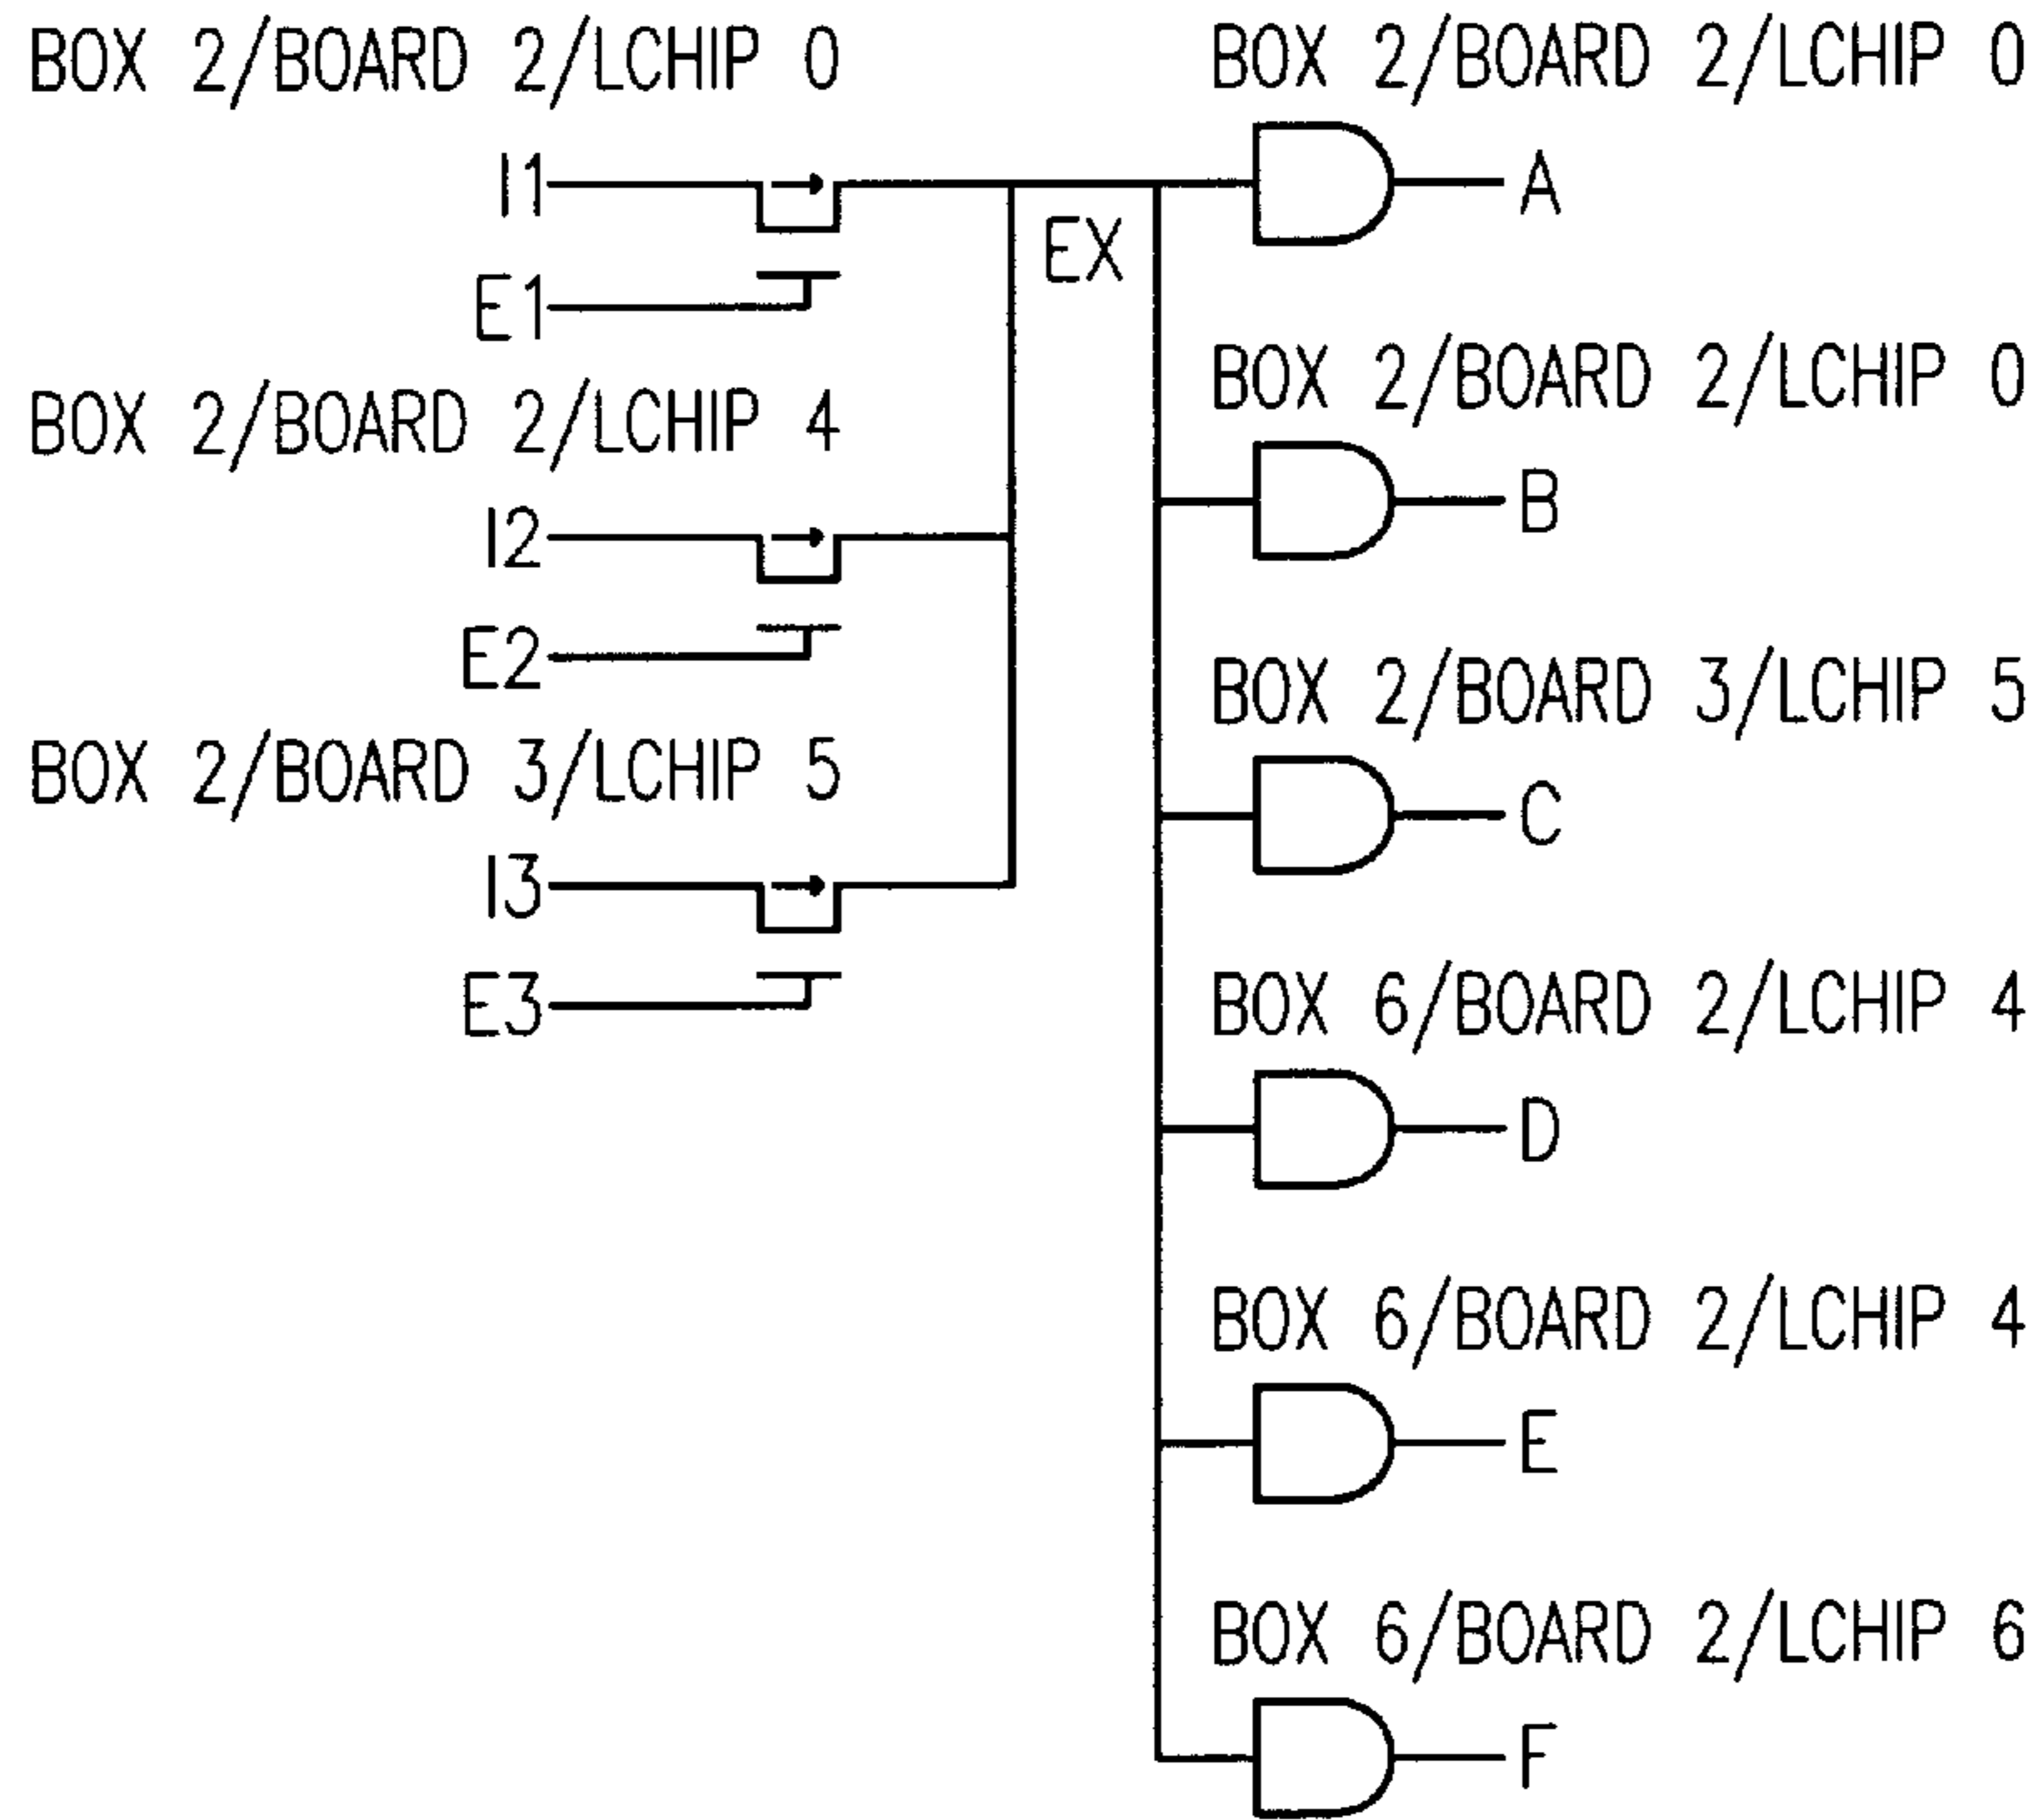 BOX 2/BOARD 2/LCHIP 0
I1
E1
BOX 2/BOARD 2/LCHIP 4
I2
E2
BOX 2/BOARD 3/LCHIP 5
I3
E3
EX
BOX 2/BOARD 2/LCHIP 0
A
BOX 2/BOARD 2/LCHIP 0
B
BOX 2/BOARD 3/LCHIP 5
C
BOX 6/BOARD 2/LCHIP 4
D
BOX 6/BOARD 2/LCHIP 4
E
BOX 6/BOARD 2/LCHIP 6
F